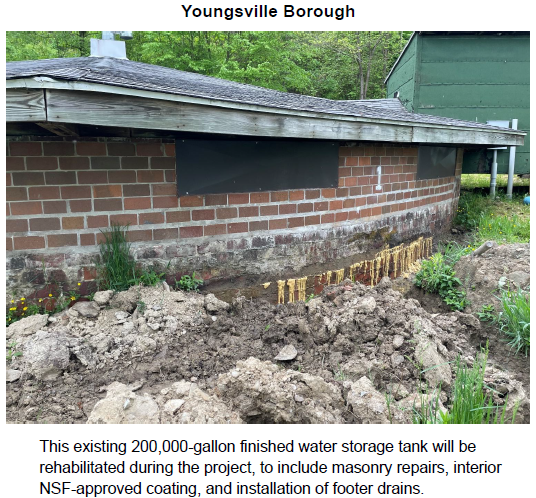 Youngsville Borough
This existing 200,000-gallon finished water storage tank will be
rehabilitated during the project, to include masonry repairs, interior
NSF-approved coating, and installation of footer drains.